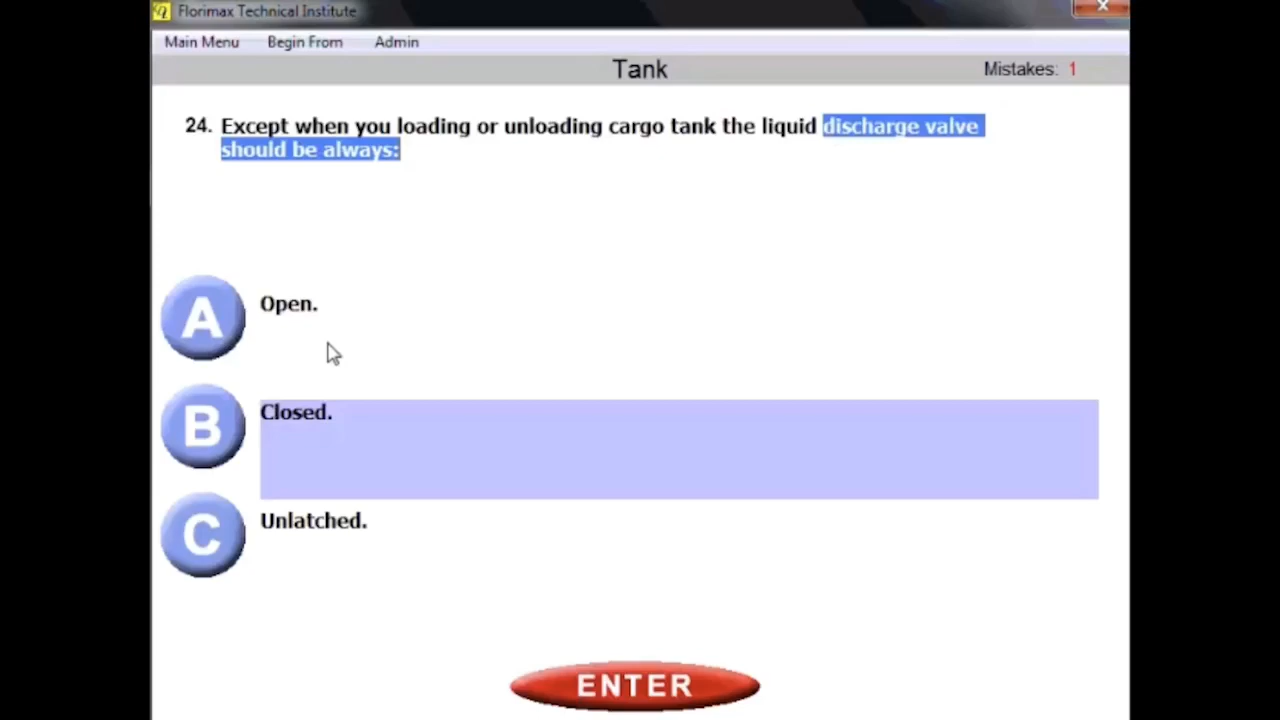 Florimax Technical Institute
Main Menu Begin From Admin
Tank Mistakes: 1
24. Except when you loading or unloading cargo tank the liquid discharge valve
should be always:
A Open.
B Closed.
C Unlatched.
ENTER